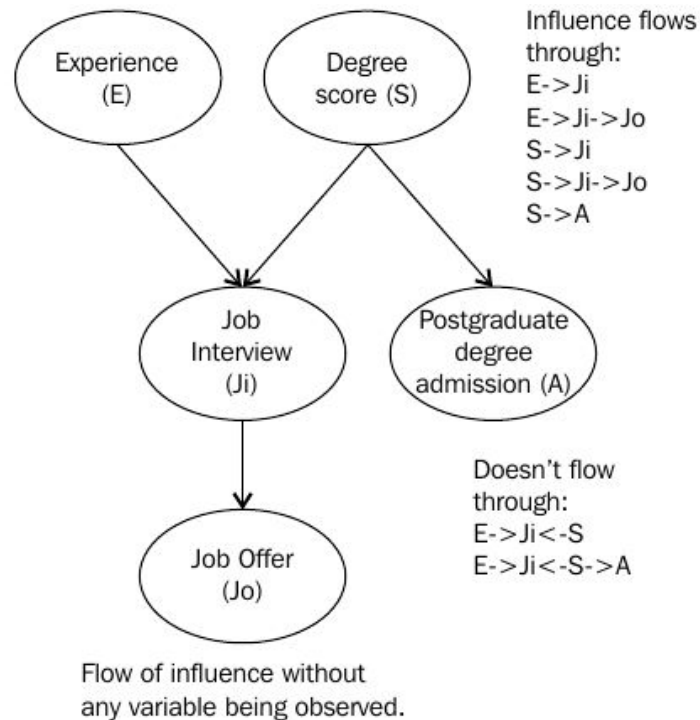 Experience
(E)
Degree
score (S)
Influence flows
through:
E->Ji
E->Ji->Jo
S->Ji
S->Ji->Jo
S->A
Job
Interview
(Ji)
Postgraduate
degree
admission (A)
Doesn't flow
through:
E->Ji<-S
E->Ji<-S->A
Job Offer
(Jo)
Flow of influence without
any variable being observed.